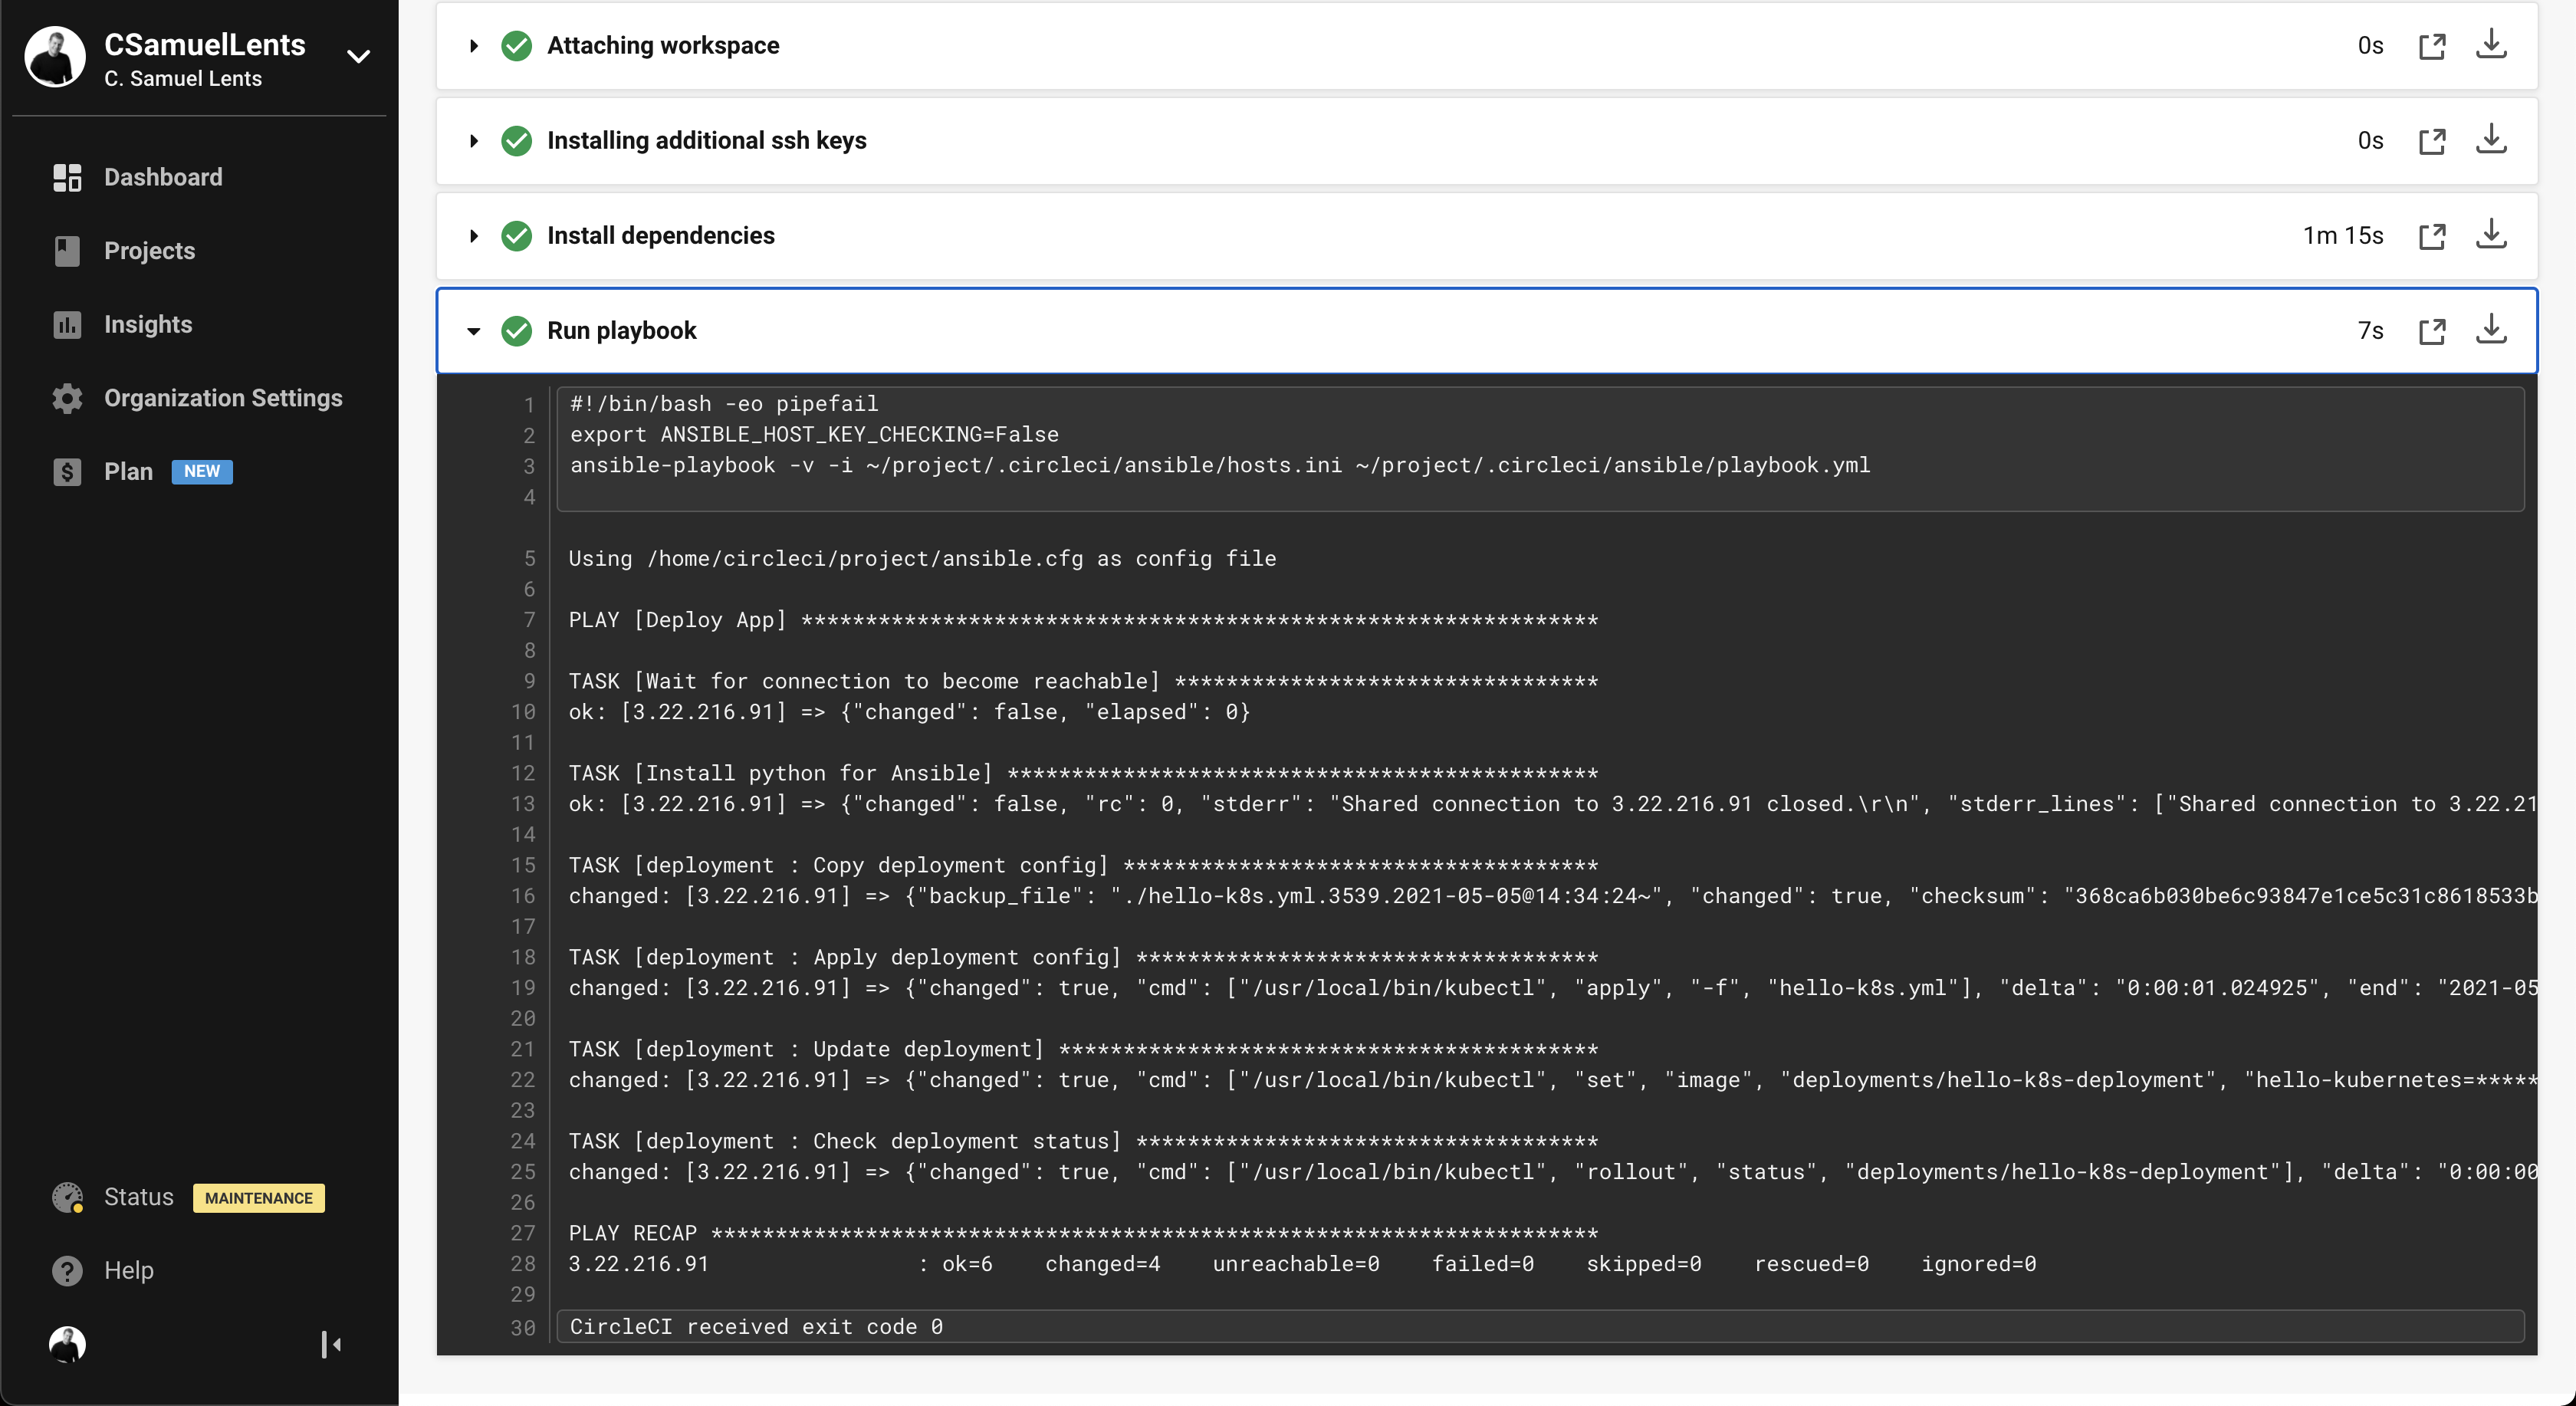 CSamuelLents
C. Samuel Lents
Dashboard
Projects
Insights
Organization Settings
Plan NEW
Status MAINTENANCE
Help
Attaching workspace 0s
Installing additional ssh keys 0s
Install dependencies 1m 15s
Run playbook 7s
1 #!/bin/bash -eo pipefail
2 export ANSIBLE_HOST_KEY_CHECKING=False
3 ansible-playbook -v -i ~/project/.circleci/ansible/hosts.ini ~/project/.circleci/ansible/playbook.yml
4
5 Using /home/circleci/project/ansible.cfg as config file
6
7 PLAY [Deploy App] **************************************************************
8
9 TASK [Wait for connection to become reachable] *********************************
10 ok: [3.22.216.91] => {"changed": false, "elapsed": 0}
11
12 TASK [Install python for Ansible] **********************************************
13 ok: [3.22.216.91] => {"changed": false, "rc": 0, "stderr": "Shared connection to 3.22.216.91 closed.\r\n", "stderr_lines": ["Shared connection to 3.22.21
14
15 TASK [deployment : Copy deployment config] *************************************
16 changed: [3.22.216.91] => {"backup_file": "./hello-k8s.yml.3539.2021-05-05@14:34:24~", "changed": true, "checksum": "368ca6b030be6c93847e1ce5c31c8618533b
17
18 TASK [deployment : Apply deployment config] ************************************
19 changed: [3.22.216.91] => {"changed": true, "cmd": ["/usr/local/bin/kubectl", "apply", "-f", "hello-k8s.yml"], "delta": "0:00:01.024925", "end": "2021-05
20
21 TASK [deployment : Update deployment] ******************************************
22 changed: [3.22.216.91] => {"changed": true, "cmd": ["/usr/local/bin/kubectl", "set", "image", "deployments/hello-k8s-deployment", "hello-kubernetes=*****
23
24 TASK [deployment : Check deployment status] ************************************
25 changed: [3.22.216.91] => {"changed": true, "cmd": ["/usr/local/bin/kubectl", "rollout", "status", "deployments/hello-k8s-deployment"], "delta": "0:00:00
26
27 PLAY RECAP *********************************************************************
28 3.22.216.91 : ok=6 changed=4 unreachable=0 failed=0 skipped=0 rescued=0 ignored=0
29
30 CircleCI received exit code 0